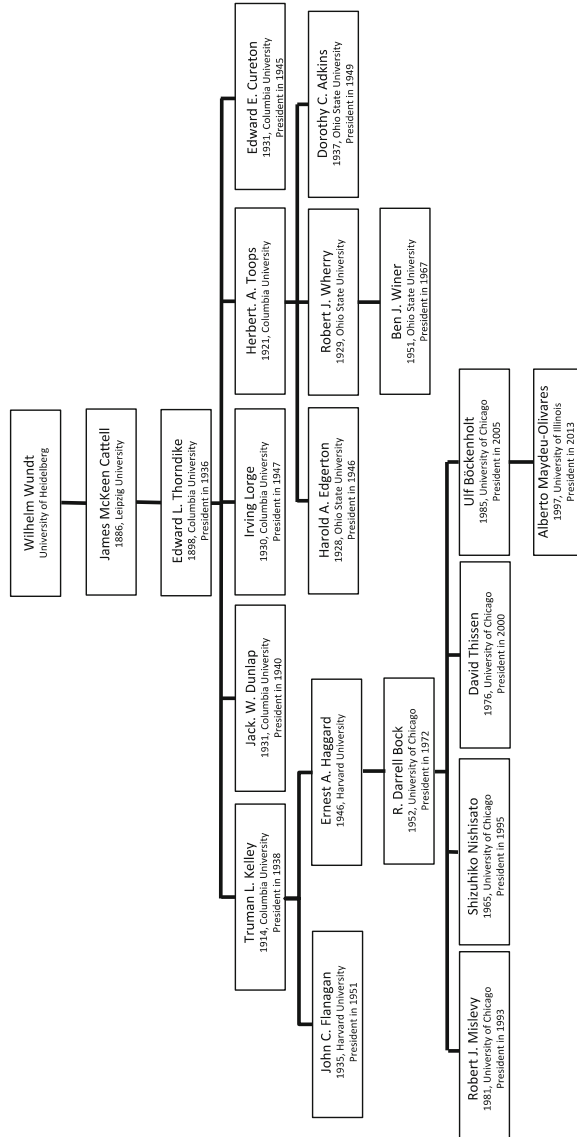 Wilhelm Wundt
University of Heidelberg
James McKeen Cattell
1886, Leipzig University
Edward L. Thorndike
1898, Columbia University
President in 1936
Truman L. Kelley
1914, Columbia University
President in 1938
Jack. W. Dunlap
1931, Columbia University
President in 1940
Irving Lorge
1930, Columbia University
President in 1947
Herbert. A. Toops
1921, Columbia University
Edward E. Cureton
1931, Columbia University
President in 1945
John C. Flanagan
1935, Harvard University
President in 1951
Ernest A. Haggard
1946, Harvard University
Harold A. Edgerton
1928, Ohio State University
President in 1946
Robert J. Wherry
1929, Ohio State University
Dorothy C. Adkins
1937, Ohio State University
President in 1949
R. Darrell Bock
1952, University of Chicago
President in 1972
Ben J. Winer
1951, Ohio State University
President in 1967
Robert J. Mislevy
1981, University of Chicago
President in 1993
Shizuhiko Nishisato
1965, University of Chicago
President in 1995
David Thissen
1976, University of Chicago
President in 2000
Ulf Böckenholt
1985, University of Chicago
President in 2005
Alberto Maydeu-Olivares
1997, University of Illinois
President in 2013